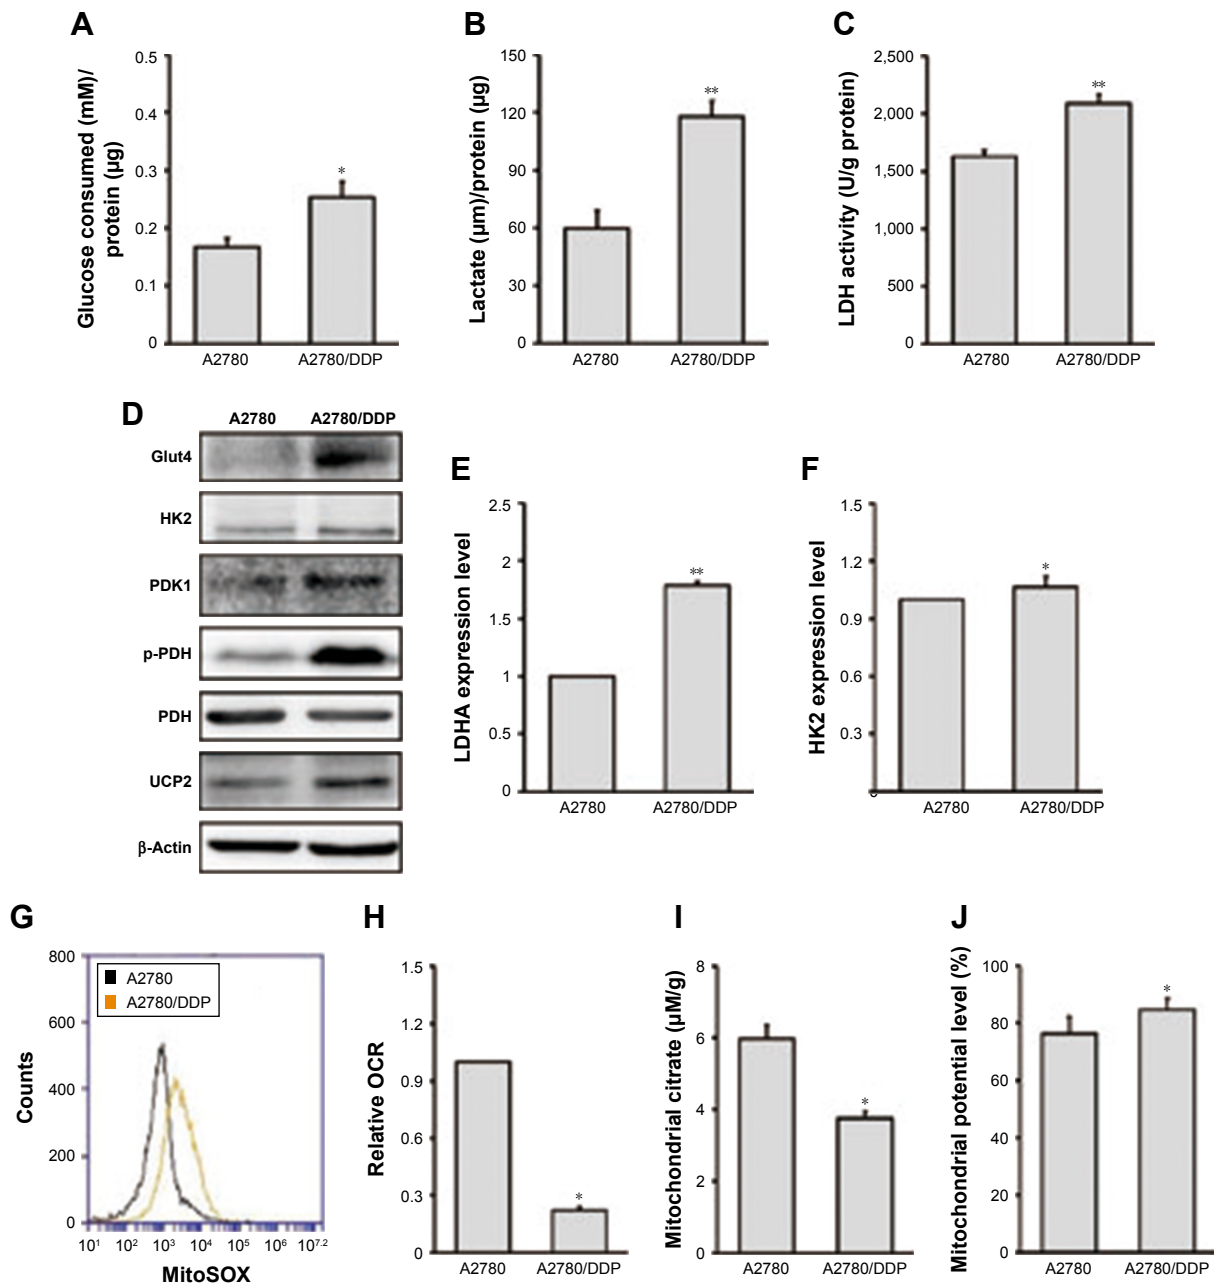 A
Glucose consumed (mM)/
protein (µg)
0.5
0.4
0.3
0.2
0.1
0
*
A2780
A2780/DDP
B
Lactate (µm)/protein (µg)
150
120
90
60
30
0
**
A2780
A2780/DDP
C
LDH activity (U/g protein)
2,500
2,000
1,500
1,000
500
0
**
A2780
A2780/DDP
D
A2780 A2780/DDP
Glut4
HK2
PDK1
p-PDH
PDH
UCP2
β-Actin
E
LDHA expression level
2.5
2
1.5
1
0.5
0
**
A2780
A2780/DDP
F
HK2 expression level
1.5
1.2
0.9
0.6
0.3
0
*
A2780
A2780/DDP
G
Counts
800
600
400
200
0
A2780
A2780/DDP
10¹ 10² 10³ 10⁴ 10⁵ 10⁶ 10⁷·²
MitoSOX
H
Relative OCR
1.5
1.2
0.9
0.6
0.3
0
*
A2780
A2780/DDP
I
Mitochondrial citrate (µM/g)
8
6
4
2
0
*
A2780
A2780/DDP
J
Mitochondrial potential level (%)
100
80
60
40
20
0
*
A2780
A2780/DDP